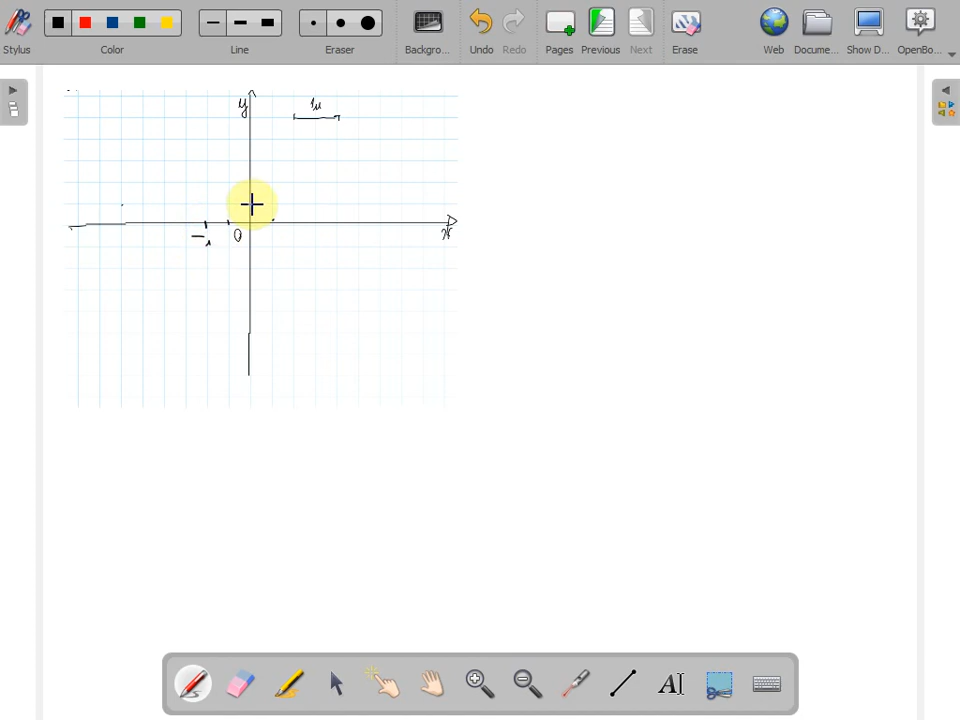 Stylus
Color
Line
Eraser
Backgro...
Undo
Redo
Pages
Previous
Next
Erase
Web
Docume...
Show D...
OpenBo...
y
1u
-1
0
x